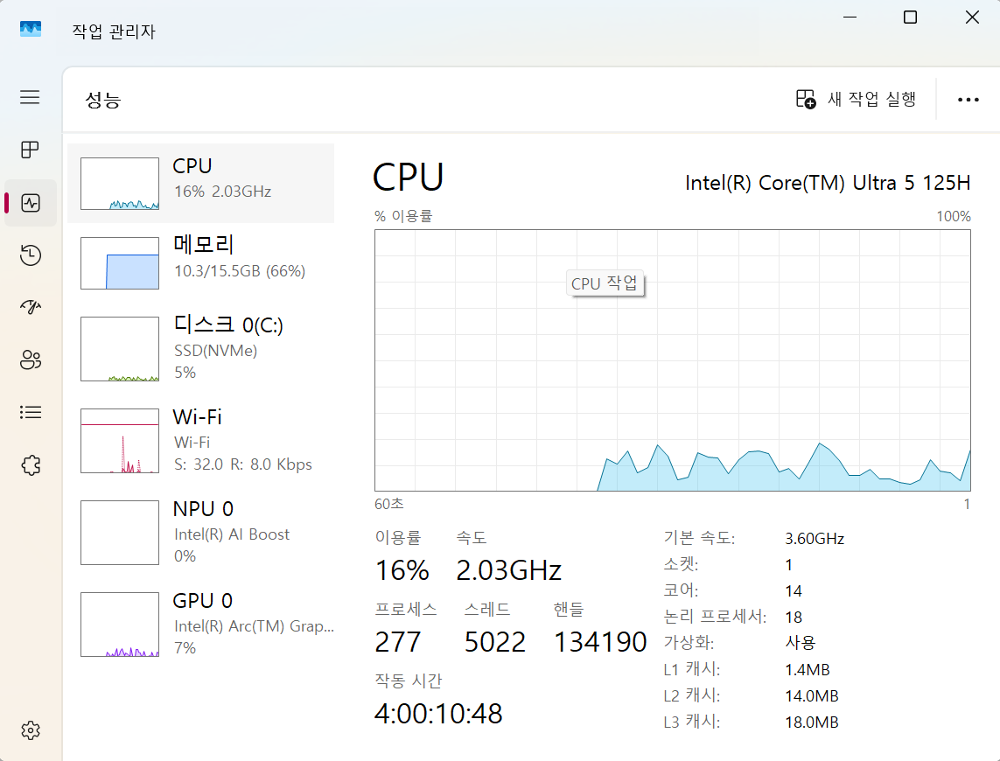 작업 관리자
성능
새 작업 실행
CPU
16% 2.03GHz
메모리
10.3/15.5GB (66%)
디스크 0(C:)
SSD(NVMe)
5%
Wi-Fi
Wi-Fi
S: 32.0 R: 8.0 Kbps
NPU 0
Intel(R) AI Boost
0%
GPU 0
Intel(R) Arc(TM) Grap...
7%
CPU
Intel(R) Core(TM) Ultra 5 125H
% 이용률
100%
CPU 작업
60초
1
이용률 속도
16% 2.03GHz
프로세스 스레드 핸들
277 5022 134190
작동 시간
4:00:10:48
기본 속도: 3.60GHz
소켓: 1
코어: 14
논리 프로세서: 18
가상화: 사용
L1 캐시: 1.4MB
L2 캐시: 14.0MB
L3 캐시: 18.0MB